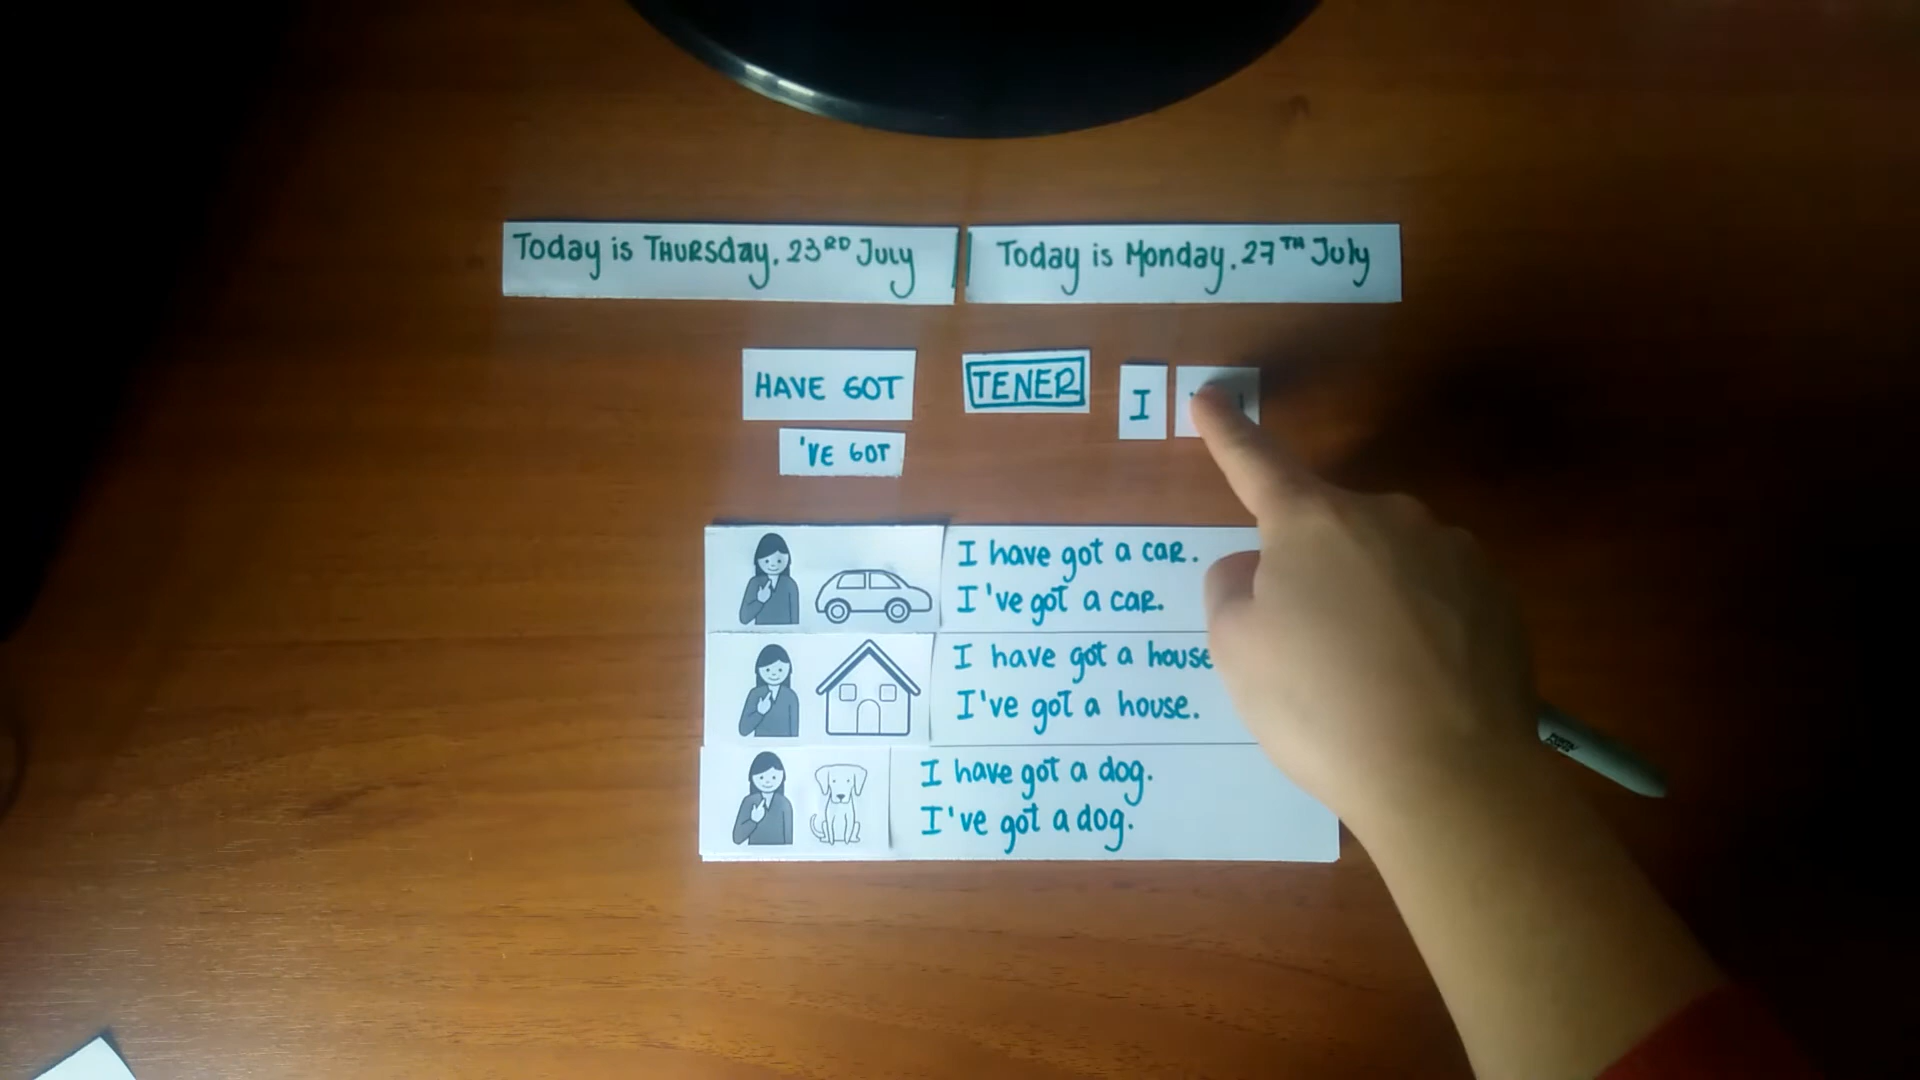 Today is THURSday, 23RD July
Today is Monday, 27TH July
HAVE GOT
'VE GOT
TENER
I
I have got a car.
I've got a car.
I have got a house
I've got a house.
I have got a dog.
I've got a dog.